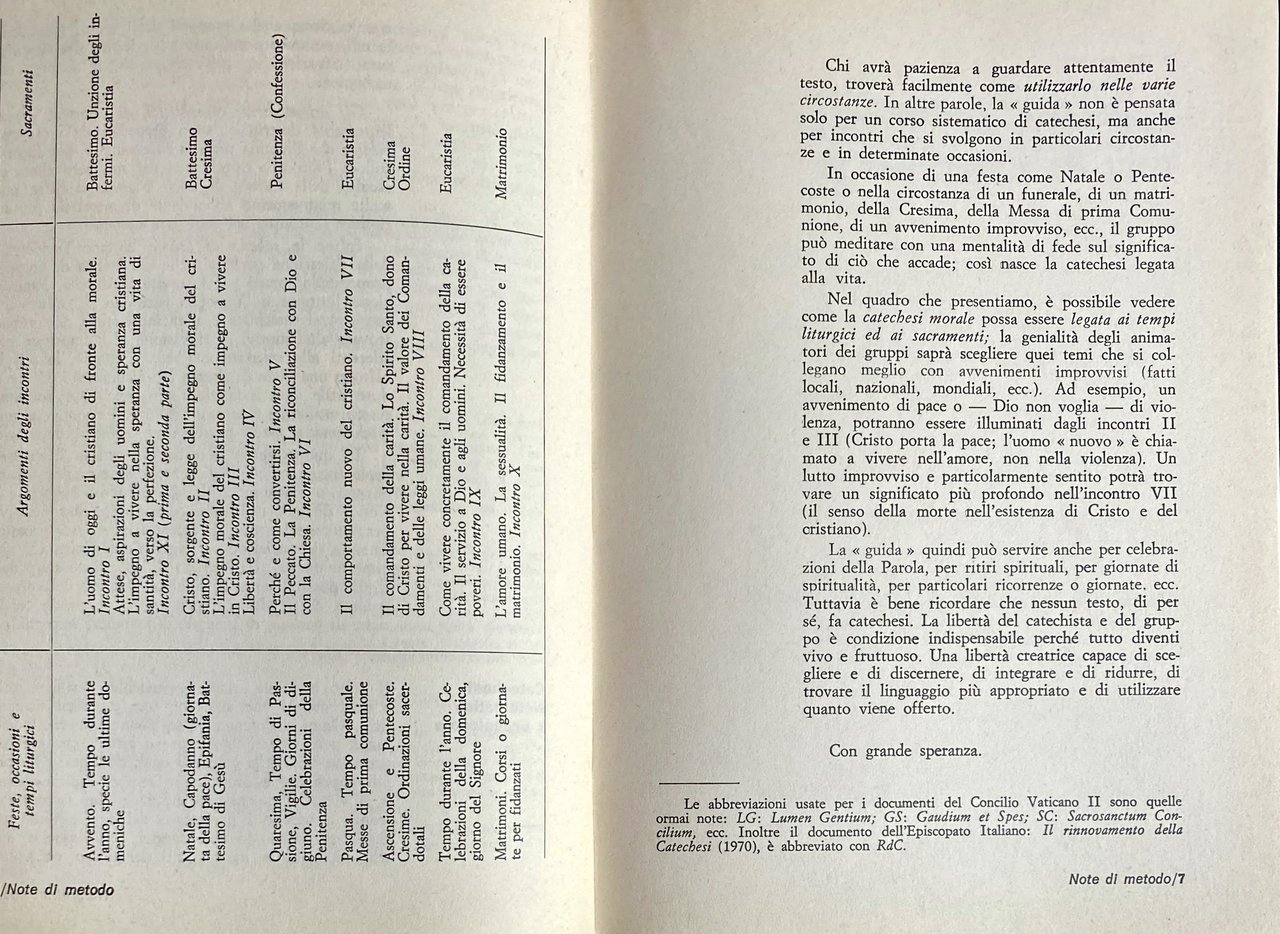 Feste, occasioni e
tempi liturgici
Argomenti degli incontri
Sacramenti
Avvento. Tempo durante
l'anno, specie le ultime do-
meniche
L'uomo di oggi e il cristiano di fronte alla morale.
Incontro I
Attese, aspirazioni degli uomini e speranza cristiana.
L'impegno a vivere nella speranza con una vita di
santità, verso la perfezione.
Incontro XI (prima e seconda parte)
Battesimo. Unzione degli in-
fermi. Eucaristia
Natale, Capodanno (giorna-
ta della pace), Epifania, Bat-
tesimo di Gesù
Cristo, sorgente e legge dell'impegno morale del cri-
stiano. Incontro II
L'impegno morale del cristiano come impegno a vivere
in Cristo. Incontro III
Libertà e coscienza. Incontro IV
Battesimo
Cresima
Quaresima, Tempo di Pas-
sione, Vigilie. Giorni di di-
giuno. Celebrazioni della
Penitenza
Perché e come convertirsi. Incontro V
Il Peccato. La Penitenza. La riconciliazione con Dio e
con la Chiesa. Incontro VI
Penitenza (Confessione)
Pasqua. Tempo pasquale.
Messe di prima comunione
Il comportamento nuovo del cristiano. Incontro VII
Eucaristia
Ascensione e Pentecoste.
Cresime. Ordinazioni sacer-
dotali
Il comandamento della carità. Lo Spirito Santo, dono
di Cristo per vivere nella carità. Il valore dei Coman-
damenti e delle leggi umane. Incontro VIII
Cresima
Ordine
Tempo durante l'anno. Ce-
lebrazioni della domenica,
giorno del Signore
Come vivere concretamente il comandamento della ca-
rità. Il servizio a Dio e agli uomini. Necessità di essere
poveri. Incontro IX
Eucaristia
Matrimoni. Corsi o giorna-
te per fidanzati
L'amore umano. La sessualità. Il fidanzamento e il
matrimonio. Incontro X
Matrimonio
/Note di metodo
Chi avrà pazienza a guardare attentamente il
testo, troverà facilmente come utilizzarlo nelle varie
circostanze. In altre parole, la « guida » non è pensata
solo per un corso sistematico di catechesi, ma anche
per incontri che si svolgono in particolari circostan-
ze e in determinate occasioni.
In occasione di una festa come Natale o Pente-
coste o nella circostanza di un funerale, di un matri-
monio, della Cresima, della Messa di prima Comu-
nione, di un avvenimento improvviso, ecc., il gruppo
può meditare con una mentalità di fede sul significa-
to di ciò che accade; così nasce la catechesi legata
alla vita.
Nel quadro che presentiamo, è possibile vedere
come la catechesi morale possa essere legata ai tempi
liturgici ed ai sacramenti; la genialità degli anima-
tori dei gruppi saprà scegliere quei temi che si col-
legano meglio con avvenimenti improvvisi (fatti
locali, nazionali, mondiali, ecc.). Ad esempio, un
avvenimento di pace o — Dio non voglia — di vio-
lenza, potranno essere illuminati dagli incontri II
e III (Cristo porta la pace; l'uomo « nuovo » è chia-
mato a vivere nell'amore, non nella violenza). Un
lutto improvviso e particolarmente sentito potrà tro-
vare un significato più profondo nell'incontro VII
(il senso della morte nell'esistenza di Cristo e del
cristiano).
La « guida » quindi può servire anche per celebra-
zioni della Parola, per ritiri spirituali, per giornate di
spiritualità, per particolari ricorrenze o giornate. ecc.
Tuttavia è bene ricordare che nessun testo, di per
sé, fa catechesi. La libertà del catechista e del grup-
po è condizione indispensabile perché tutto diventi
vivo e fruttuoso. Una libertà creatrice capace di sce-
gliere e di discernere, di integrare e di ridurre, di
trovare il linguaggio più appropriato e di utilizzare
quanto viene offerto.
Con grande speranza.
Le abbreviazioni usate per i documenti del Concilio Vaticano II sono quelle
ormai note: LG: Lumen Gentium; GS: Gaudium et Spes; SC: Sacrosanctum Con-
cilium, ecc. Inoltre il documento dell'Episcopato Italiano: Il rinnovamento della
Catechesi (1970), è abbreviato con RdC.
Note di metodo/7